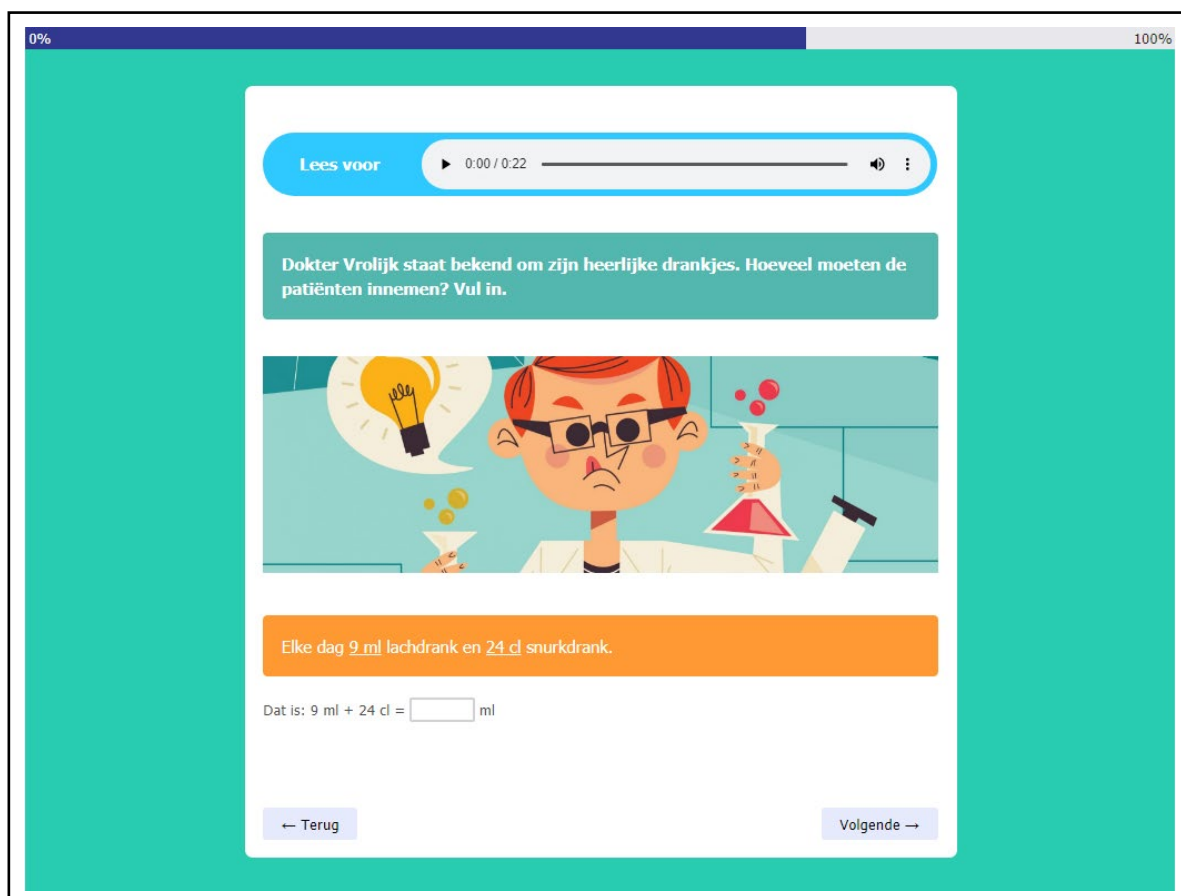 0%
100%
Lees voor
0:00 / 0:22
Dokter Vrolijk staat bekend om zijn heerlijke drankjes. Hoeveel moeten de
patiënten innemen? Vul in.
Elke dag 9 ml lachdrank en 24 cl snurkdrank.
Dat is: 9 ml + 24 cl = ml
← Terug
Volgende →